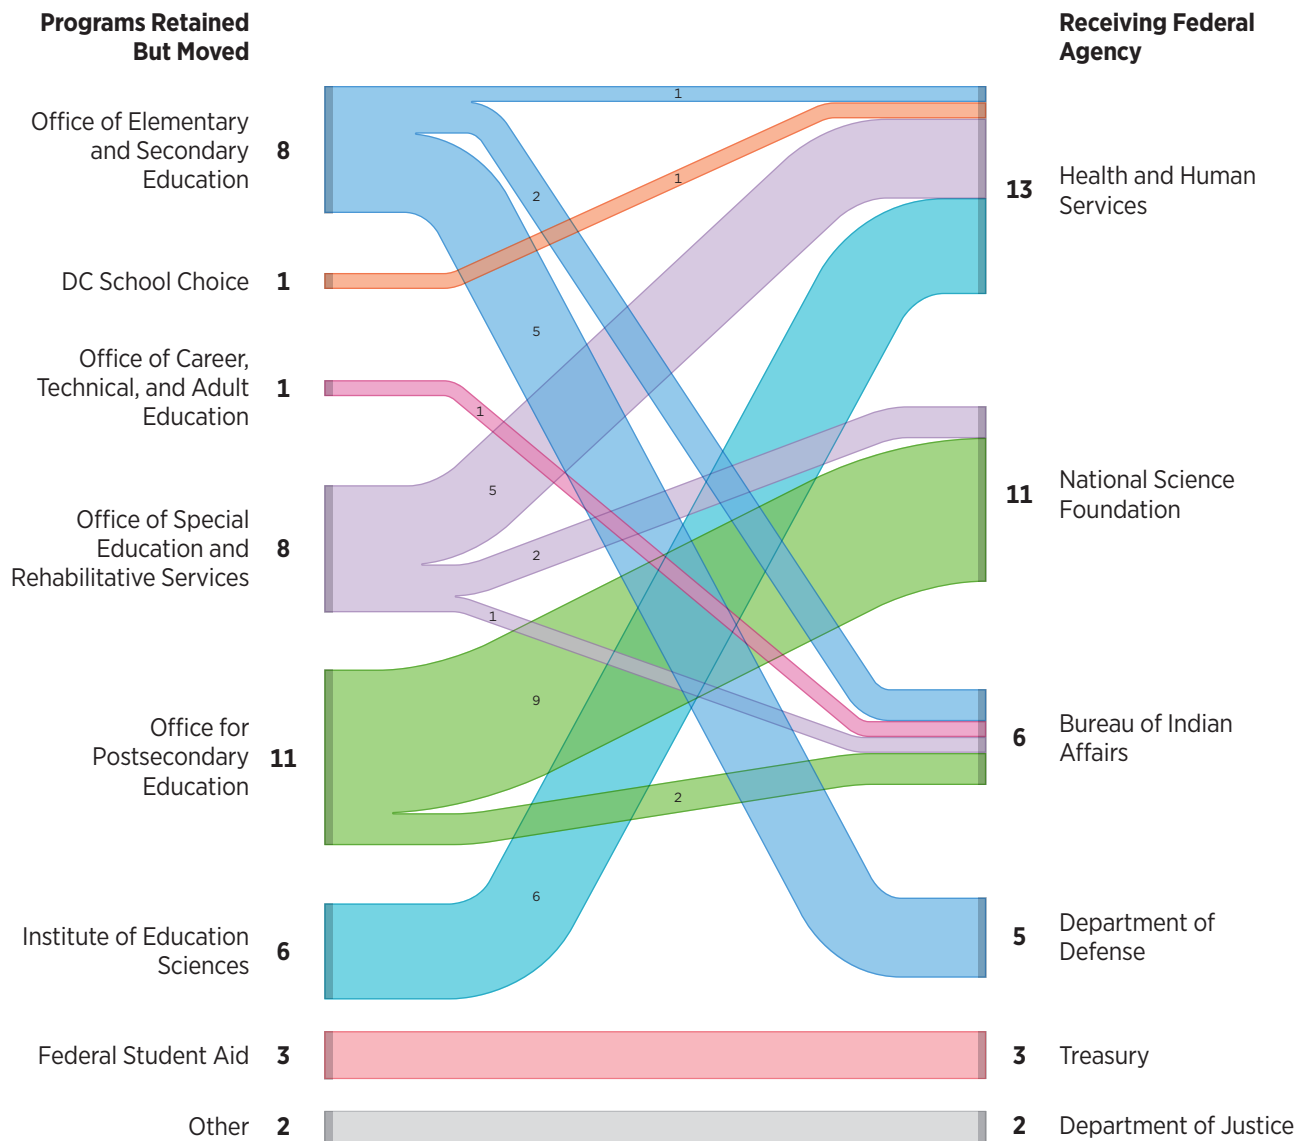 Programs Retained
But Moved
Receiving Federal
Agency
Office of Elementary
and Secondary
Education
8
DC School Choice
1
Office of Career,
Technical, and Adult
Education
1
Office of Special
Education and
Rehabilitative Services
8
Office for
Postsecondary
Education
11
Institute of Education
Sciences
6
Federal Student Aid
3
Other
2
1
2
1
5
1
5
2
1
9
2
6
13
Health and Human
Services
11
National Science
Foundation
6
Bureau of Indian
Affairs
5
Department of
Defense
3
Treasury
2
Department of Justice